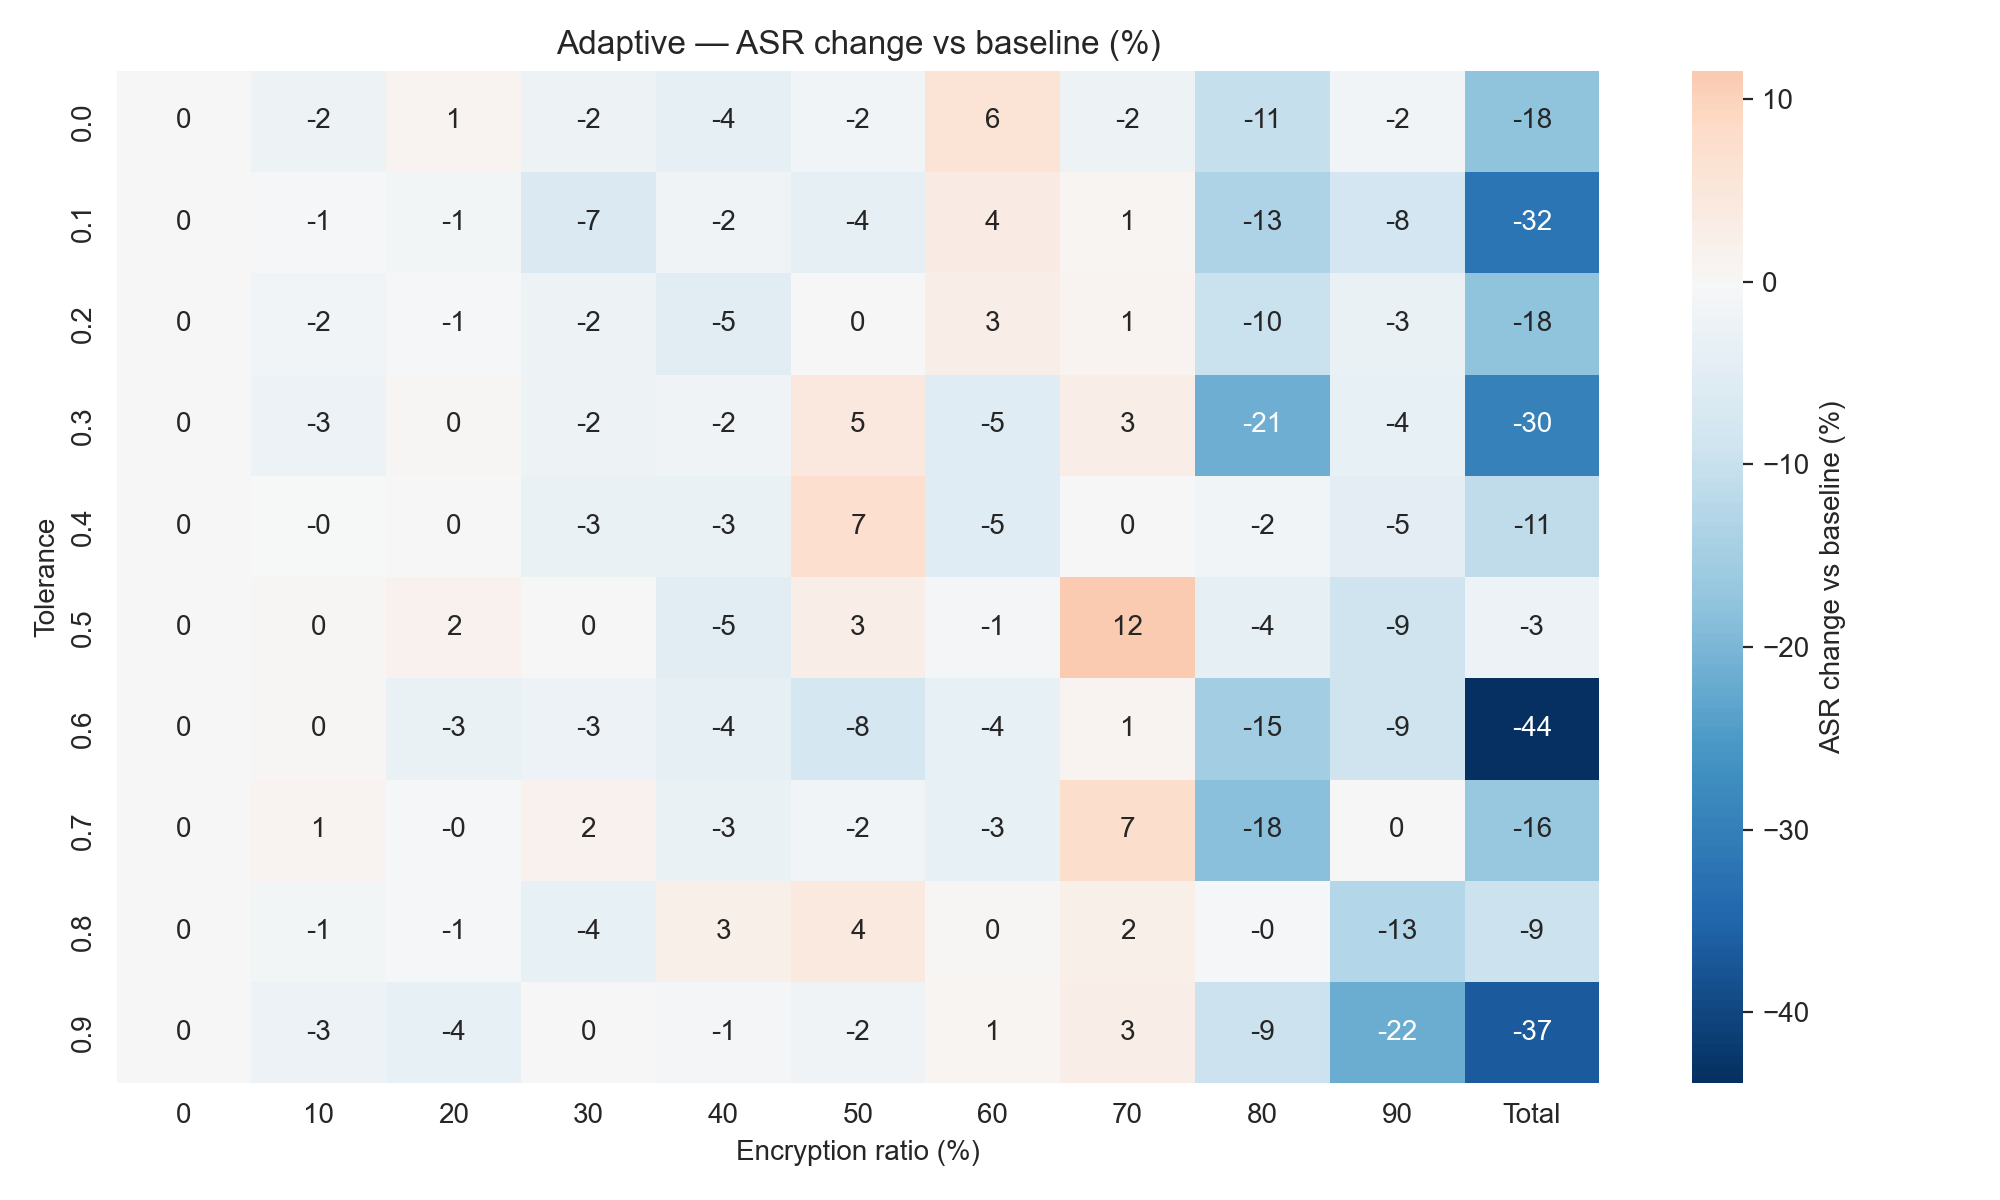 Adaptive — ASR change vs baseline (%)
0.0 0 -2 1 -2 -4 -2 6 -2 -11 -2 -18
0.1 0 -1 -1 -7 -2 -4 4 1 -13 -8 -32
0.2 0 -2 -1 -2 -5 0 3 1 -10 -3 -18
0.3 0 -3 0 -2 -2 5 -5 3 -21 -4 -30
0.4 0 -0 0 -3 -3 7 -5 0 -2 -5 -11
0.5 0 0 2 0 -5 3 -1 12 -4 -9 -3
0.6 0 0 -3 -3 -4 -8 -4 1 -15 -9 -44
0.7 0 1 -0 2 -3 -2 -3 7 -18 0 -16
0.8 0 -1 -1 -4 3 4 0 2 -0 -13 -9
0.9 0 -3 -4 0 -1 -2 1 3 -9 -22 -37
0 10 20 30 40 50 60 70 80 90 Total
Encryption ratio (%)
Tolerance
10
0
−10
−20
−30
−40
ASR change vs baseline (%)